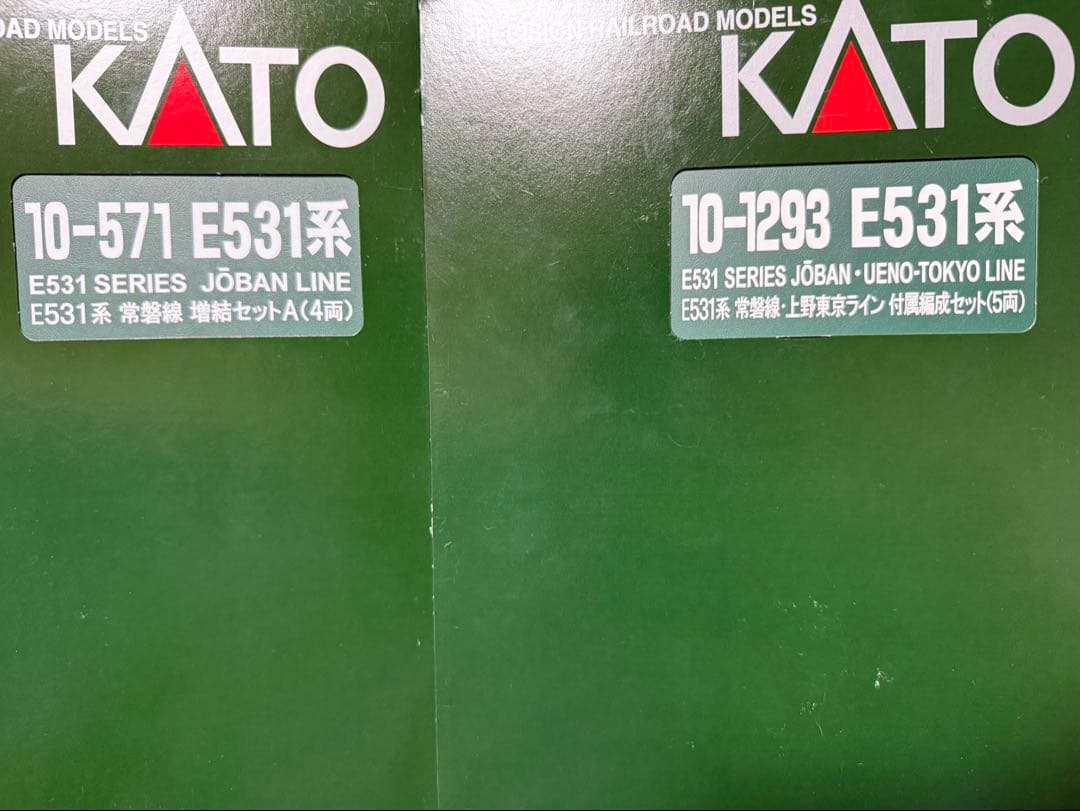 OAD MODELS
KATO
10-571 E531系
E531 SERIES JŌBAN LINE
E531系 常磐線 増結セットA(4両)
PRECISION RAILROAD MODELS
KATO
10-1293 E531系
E531 SERIES JŌBAN・UENO-TOKYO LINE
E531系 常磐線・上野東京ライン 付属編成セット(5両)